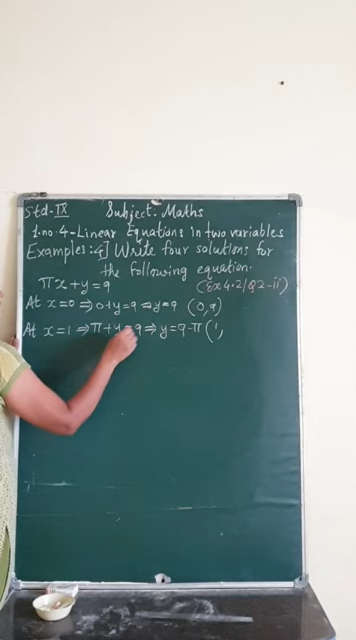 Std-IX Subject: Maths
L.no.4-Linear Equations in two variables
Examples: 4] Write four solutions for
the following equation.
πx+y=9 (Ex 4.2/Q2-ii)
At x=0 ⇒ 0+y=9 ⇒ y=9 (0,9)
At x=1 ⇒ π+y=9 ⇒ y=9-π (1,